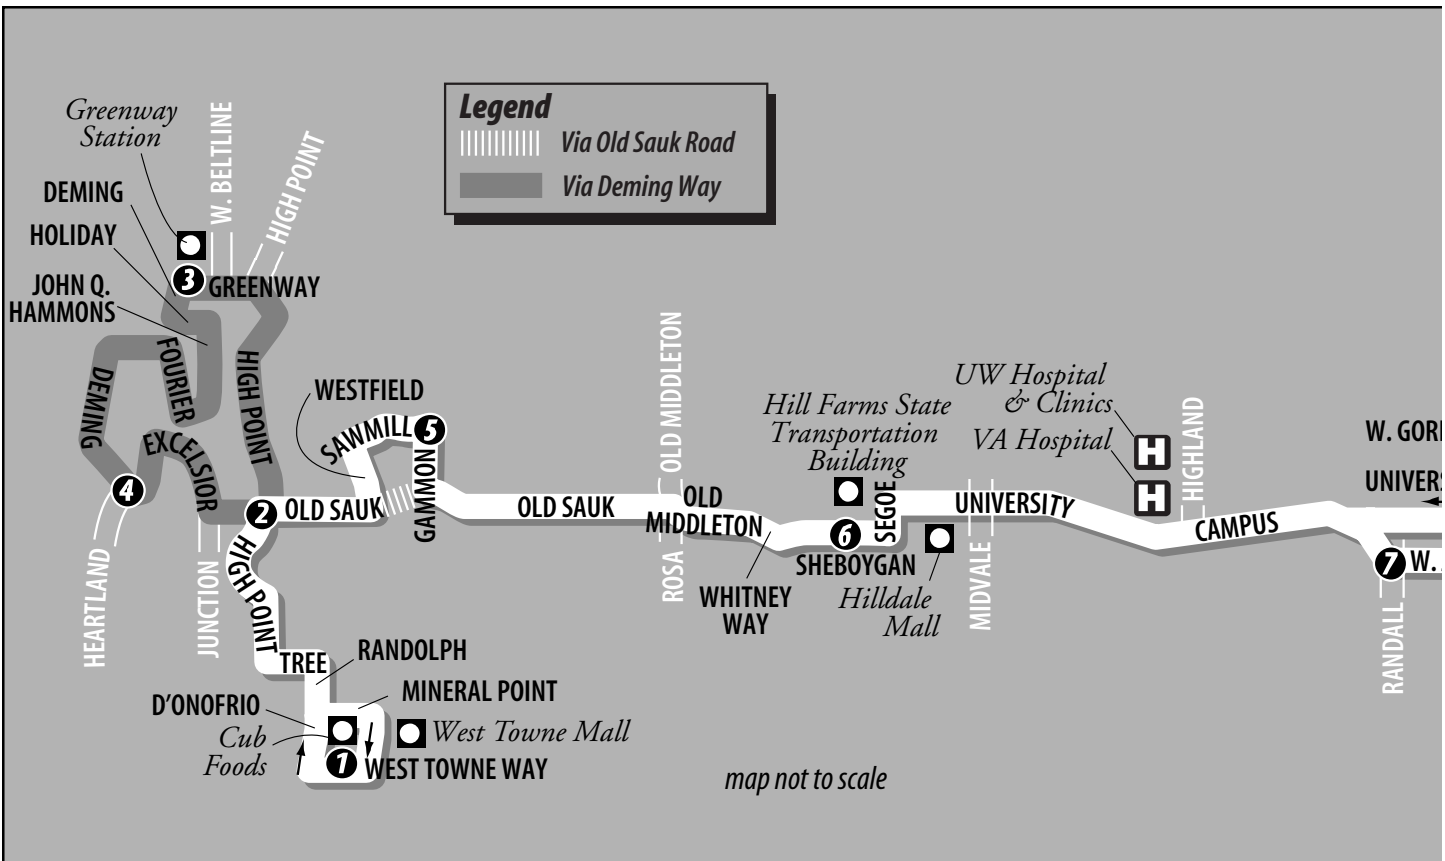 Legend
Via Old Sauk Road
Via Deming Way
Greenway
Station
W. BELTLINE
HIGH POINT
DEMING
HOLIDAY
JOHN Q.
HAMMONS
3
GREENWAY
FOURIER
DEMING
HIGH POINT
EXCELSIOR
4
2
HEARTLAND
JUNCTION
HIGH POINT
WESTFIELD
SAWMILL
5
GAMMON
OLD SAUK
OLD SAUK
OLD MIDDLETON
ROSA
OLD
MIDDLETON
WHITNEY
WAY
Hill Farms State
Transportation
Building
6
SEGOE
SHEBOYGAN
Hilldale
Mall
UNIVERSITY
MIDVALE
UW Hospital
& Clinics
VA Hospital
H
H
HIGHLAND
CAMPUS
W. GOR
UNIVERS
7
W.
RANDALL
TREE
RANDOLPH
MINERAL POINT
D'ONOFRIO
Cub
Foods
West Towne Mall
1
WEST TOWNE WAY
map not to scale